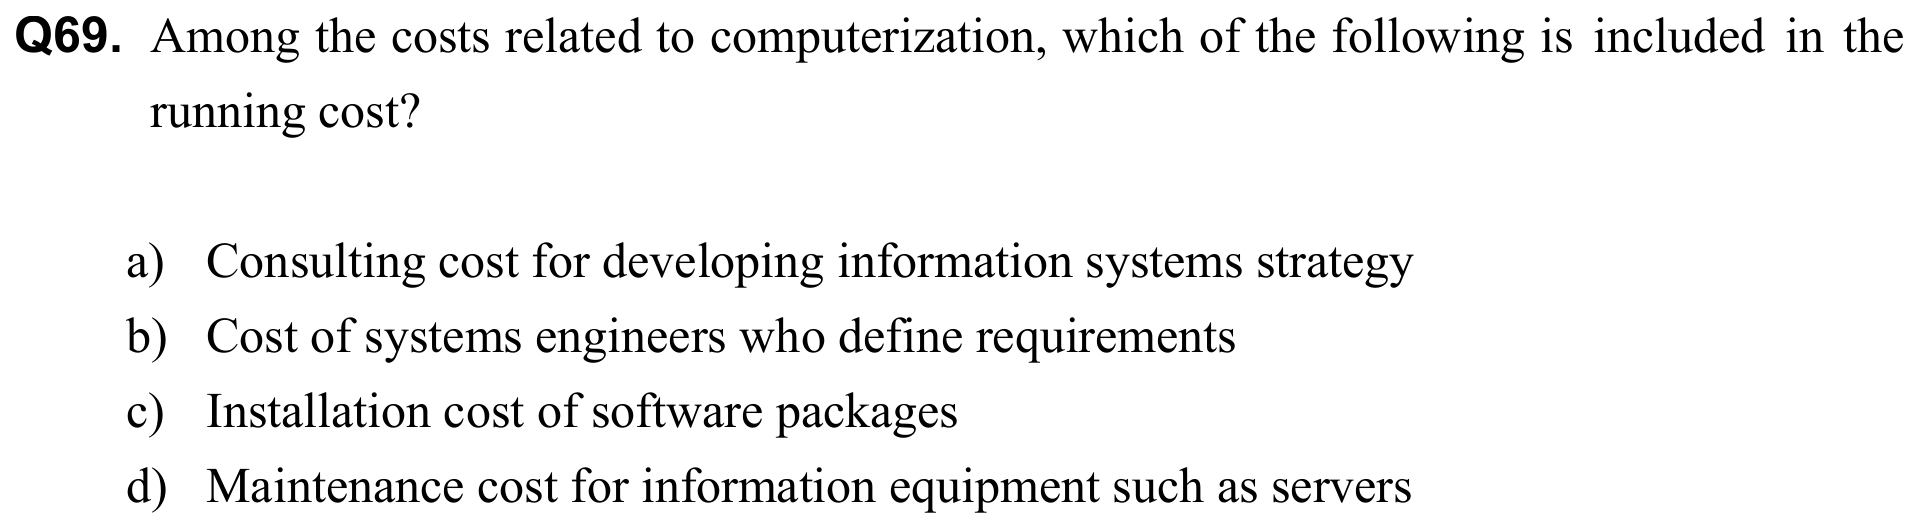 Q69. Among the costs related to computerization, which of the following is included in the
running cost?
a) Consulting cost for developing information systems strategy
b) Cost of systems engineers who define requirements
c) Installation cost of software packages
d) Maintenance cost for information equipment such as servers